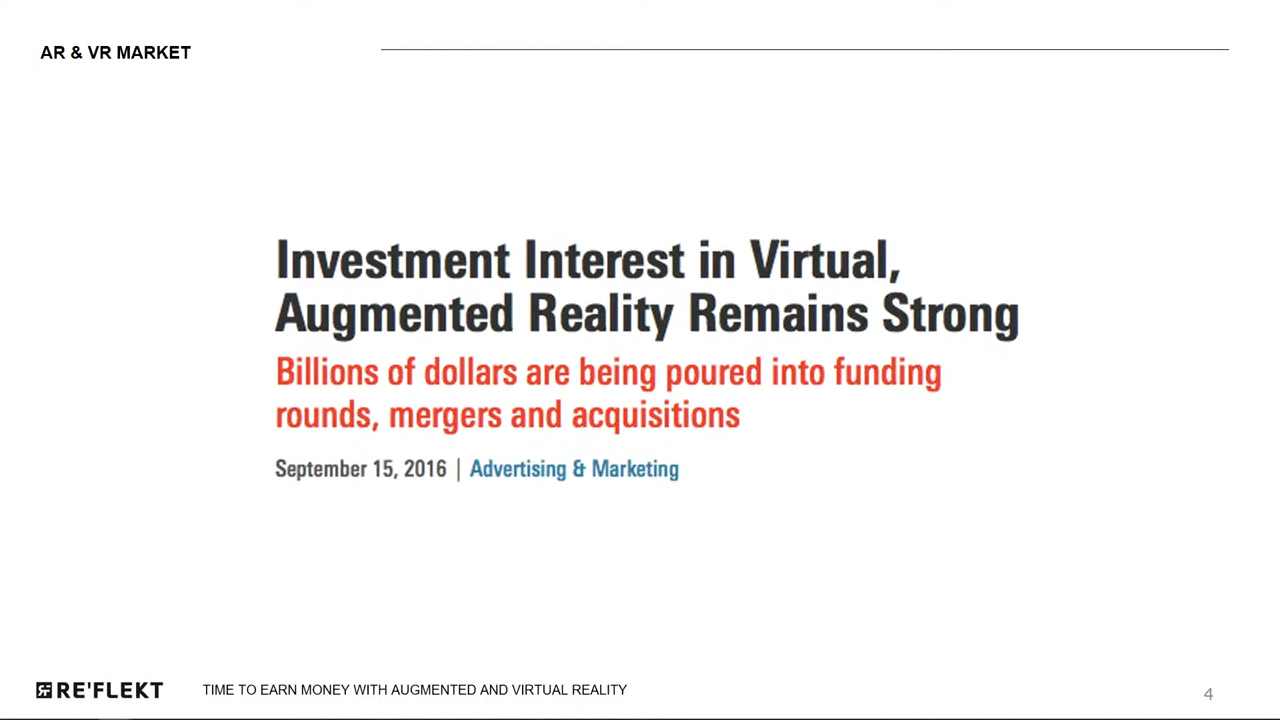 AR & VR MARKET
Investment Interest in Virtual,
Augmented Reality Remains Strong
Billions of dollars are being poured into funding
rounds, mergers and acquisitions
September 15, 2016 | Advertising & Marketing
RE'FLEKT
TIME TO EARN MONEY WITH AUGMENTED AND VIRTUAL REALITY
4